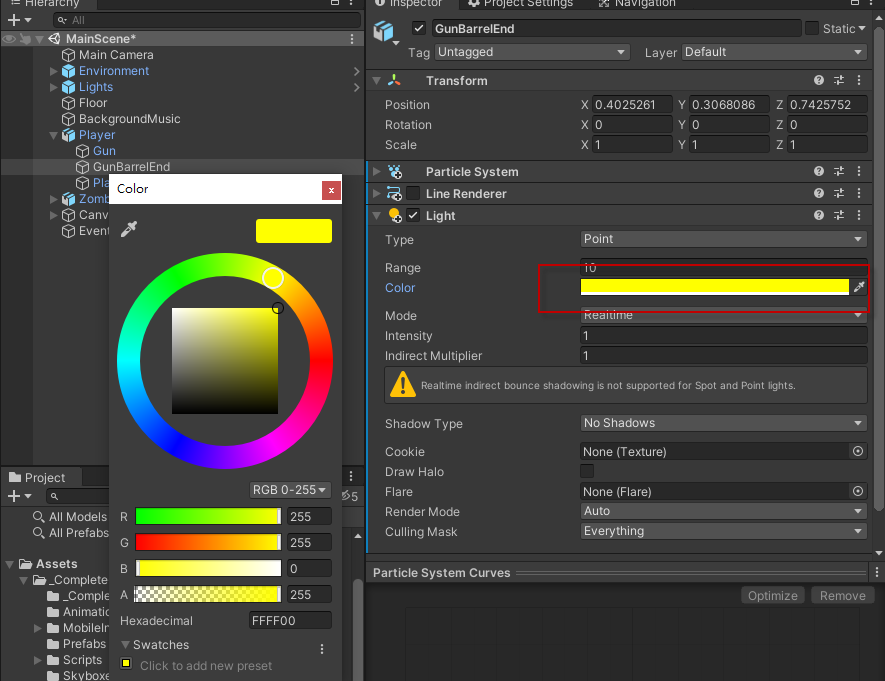 Hierarchy
All
MainScene*
Main Camera
Environment
Lights
Floor
BackgroundMusic
Player
Gun
GunBarrelEnd
Pla
Zomb
Canv
Event
Color
x
RGB 0-255
R 255
G 255
B 0
A 255
Hexadecimal FFFF00
Swatches
Click to add new preset
Project
5
All Models
All Prefabs
Assets
_Complete
_Comple
Animatio
MobileIn
Prefabs
Scripts
Skyboxe
Inspector Project Settings Navigation
GunBarrelEnd Static
Tag Untagged Layer Default
Transform
Position X 0.4025261 Y 0.3068086 Z 0.7425752
Rotation X 0 Y 0 Z 0
Scale X 1 Y 1 Z 1
Particle System
Line Renderer
Light
Type Point
Range 10
Color
Mode Realtime
Intensity 1
Indirect Multiplier 1
Realtime indirect bounce shadowing is not supported for Spot and Point lights.
Shadow Type No Shadows
Cookie None (Texture)
Draw Halo
Flare None (Flare)
Render Mode Auto
Culling Mask Everything
Particle System Curves
Optimize Remove